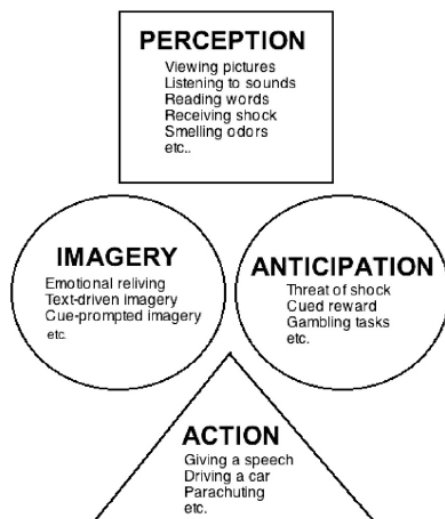 PERCEPTION
Viewing pictures
Listening to sounds
Reading words
Receiving shock
Smelling odors
etc..
IMAGERY
Emotional reliving
Text-driven imagery
Cue-prompted imagery
etc.
ANTICIPATION
Threat of shock
Cued reward
Gambling tasks
etc.
ACTION
Giving a speech
Driving a car
Parachuting
etc.